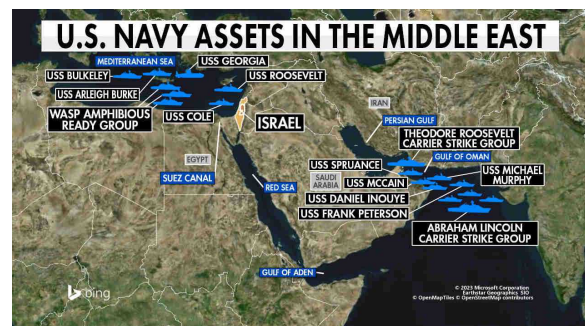 U.S. NAVY ASSETS IN THE MIDDLE EAST
MEDITERRANEAN SEA
USS GEORGIA
USS BULKELEY
USS ROOSEVELT
USS ARLEIGH BURKE
WASP AMPHIBIOUS
READY GROUP
USS COLE
ISRAEL
IRAN
PERSIAN GULF
THEODORE ROOSEVELT
CARRIER STRIKE GROUP
EGYPT
SUEZ CANAL
RED SEA
SAUDI
ARABIA
GULF OF OMAN
USS SPRUANCE
USS MCCAIN
USS MICHAEL
MURPHY
USS DANIEL INOUYE
USS FRANK PETERSON
ABRAHAM LINCOLN
CARRIER STRIKE GROUP
GULF OF ADEN
bing
© 2023 Microsoft Corporation
Earthstar Geographics SIO
© OpenMapTiles © OpenStreetMap contributors